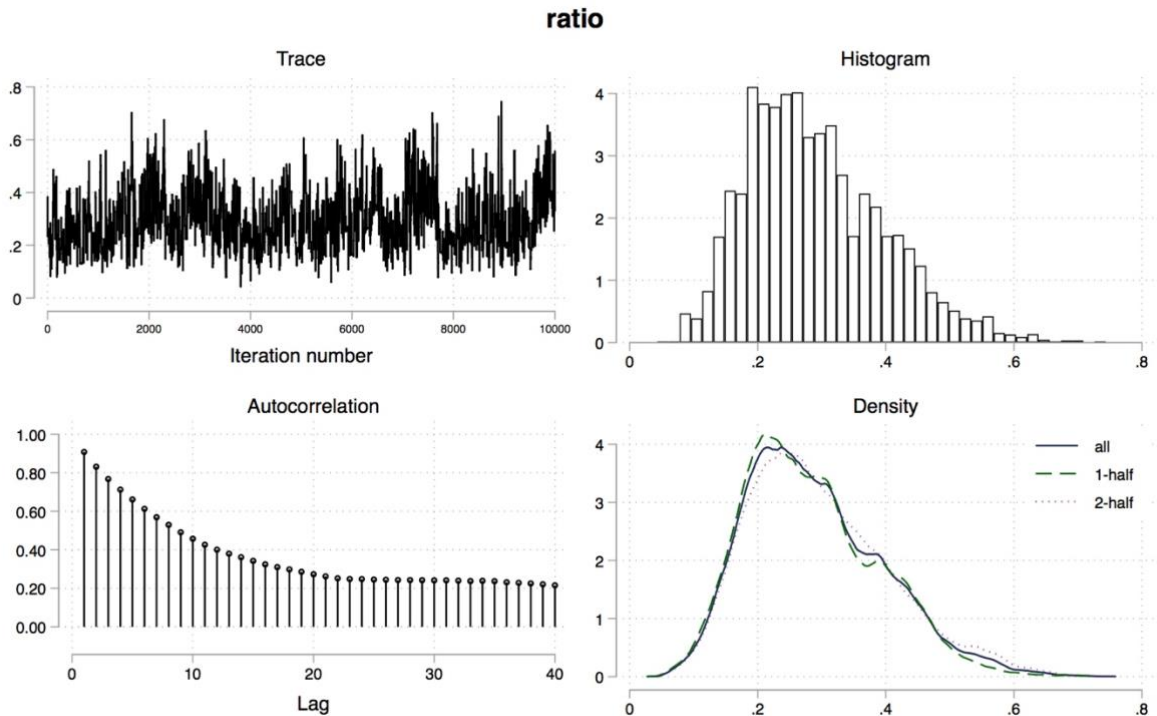 ratio
Trace
.8
.6
.4
.2
0
0 2000 4000 6000 8000 10000
Iteration number
Histogram
4
3
2
1
0
0 .2 .4 .6 .8
Autocorrelation
1.00
0.80
0.60
0.40
0.20
0.00
0 10 20 30 40
Lag
Density
4
3
2
1
0
0 .2 .4 .6 .8
all
1-half
2-half